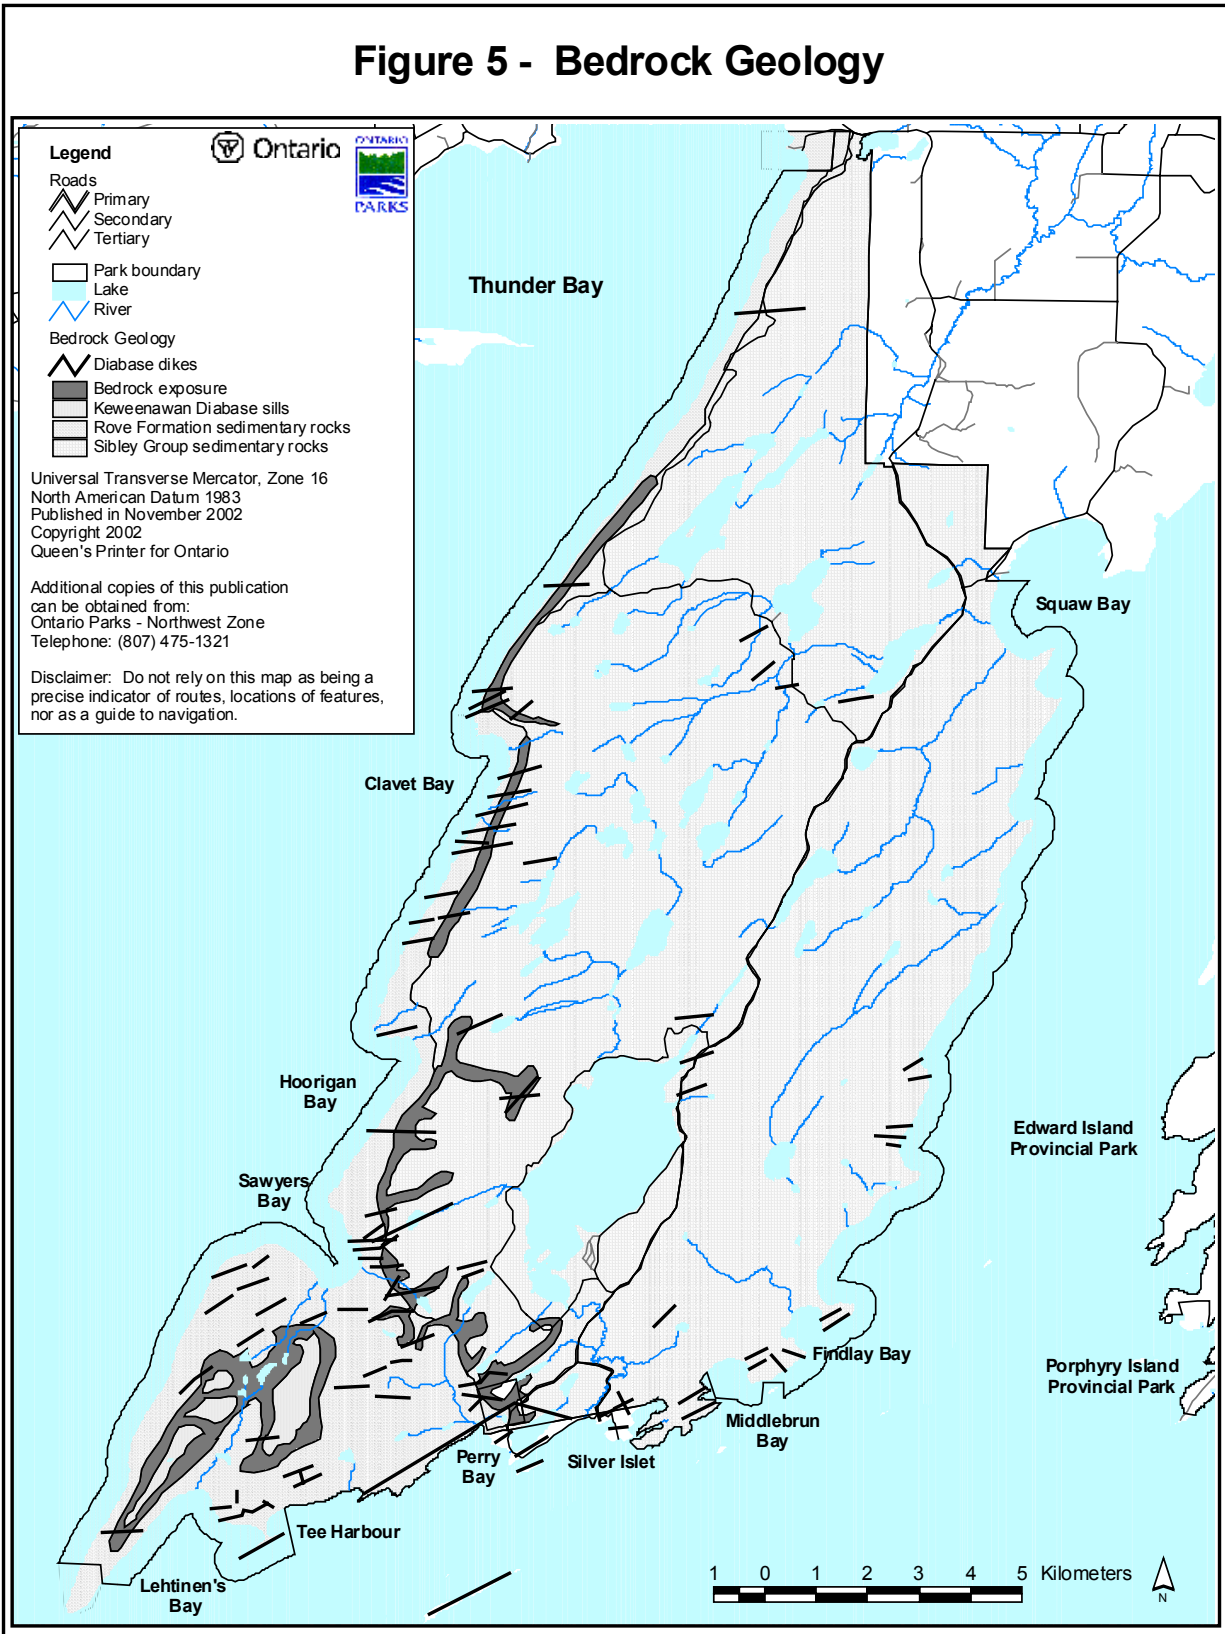 Figure 5 - Bedrock Geology
Legend
Ontario
ONTARIO
PARKS
Roads
Primary
Secondary
Tertiary
Park boundary
Lake
River
Bedrock Geology
Diabase dikes
Bedrock exposure
Keweenawan Diabase sills
Rove Formation sedimentary rocks
Sibley Group sedimentary rocks
Universal Transverse Mercator, Zone 16
North American Datum 1983
Published in November 2002
Copyright 2002
Queen's Printer for Ontario
Additional copies of this publication
can be obtained from:
Ontario Parks - Northwest Zone
Telephone: (807) 475-1321
Disclaimer: Do not rely on this map as being a
precise indicator of routes, locations of features,
nor as a guide to navigation.
Thunder Bay
Squaw Bay
Clavet Bay
Hoorigan
Bay
Edward Island
Provincial Park
Sawyers
Bay
Findlay Bay
Porphyry Island
Provincial Park
Middlebrun
Bay
Perry
Bay
Silver Islet
Tee Harbour
Lehtinen's
Bay
1 0 1 2 3 4 5 Kilometers
N